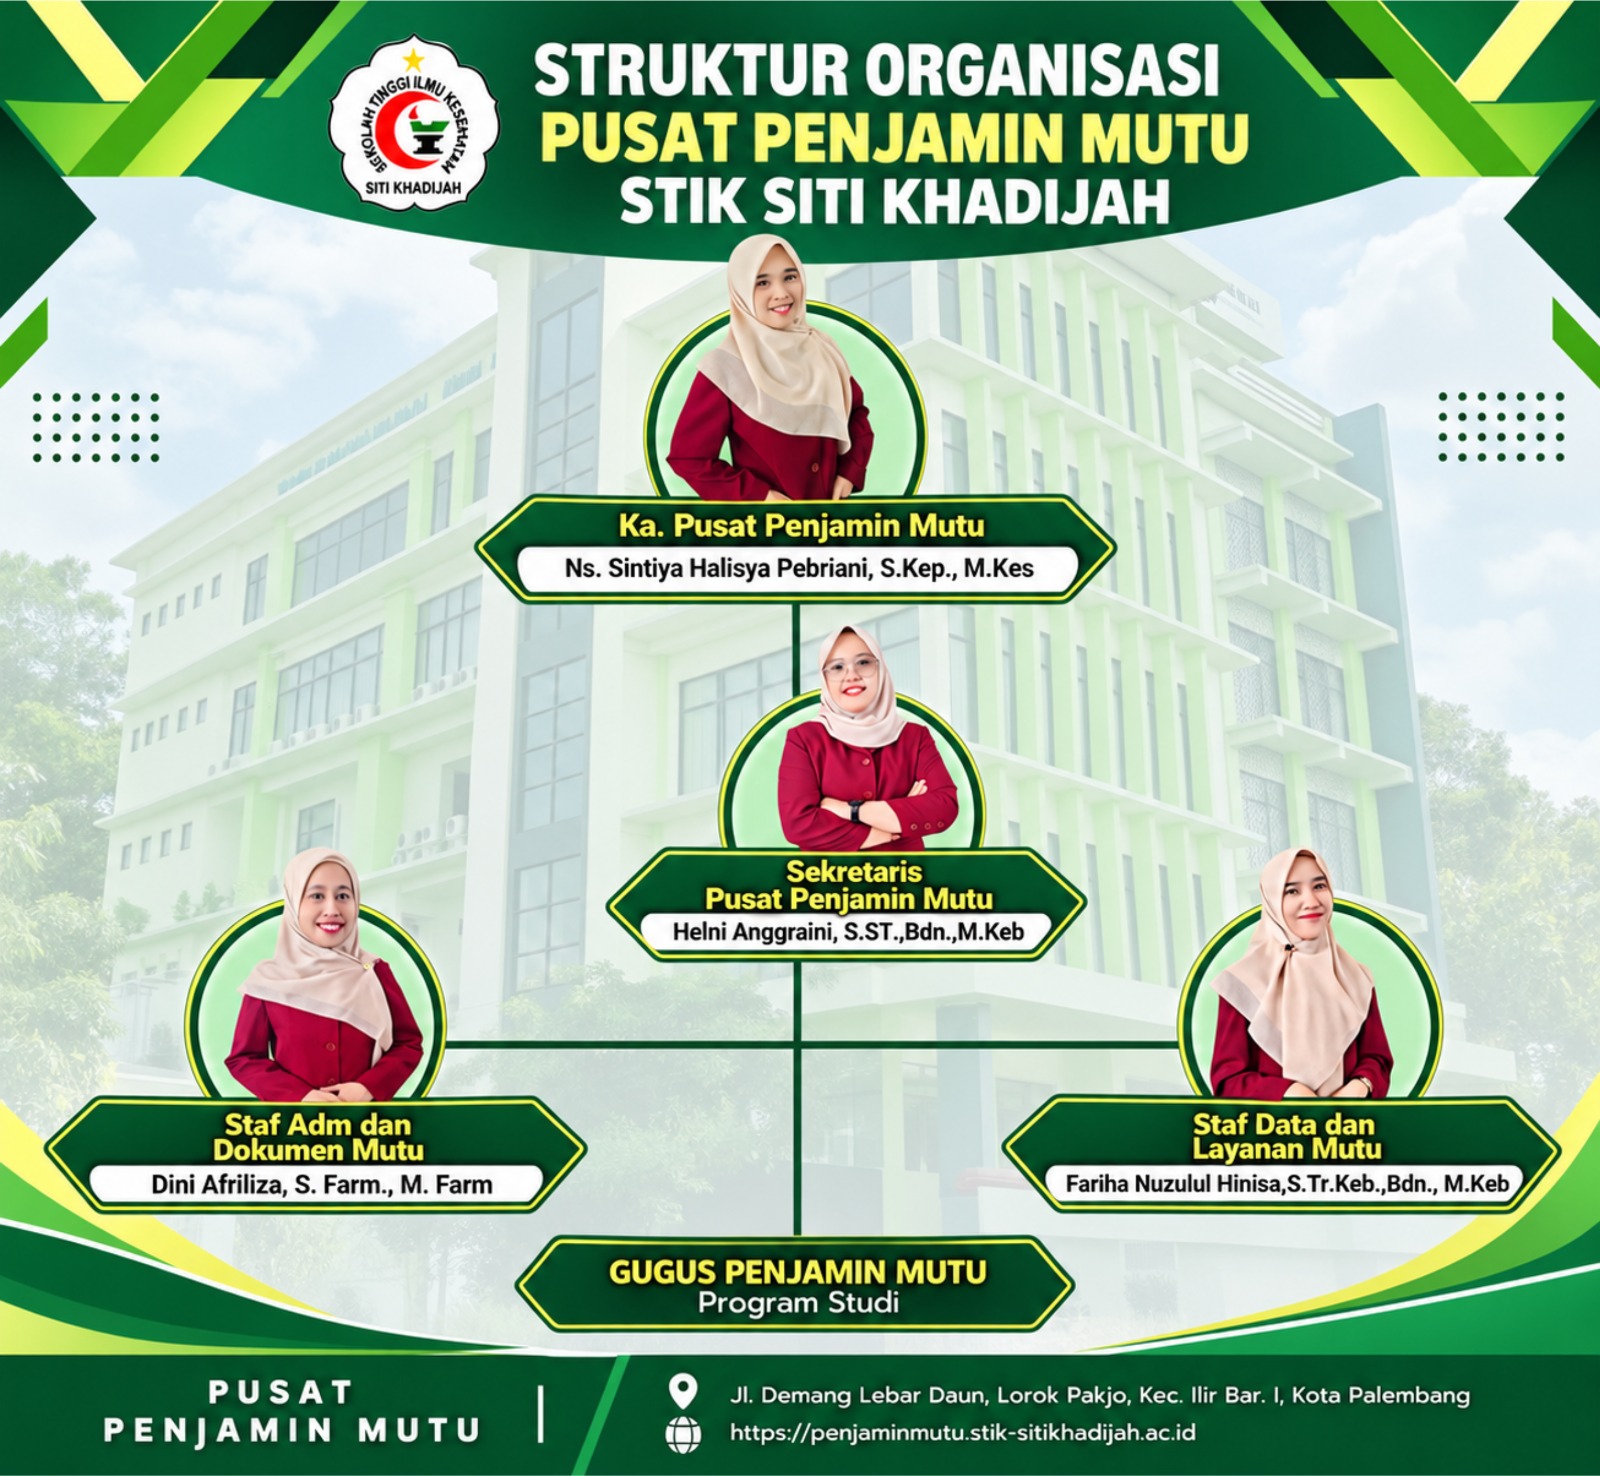 SEKOLAH TINGGI ILMU KESEHATAN
SITI KHADIJAH
STRUKTUR ORGANISASI
PUSAT PENJAMIN MUTU
STIK SITI KHADIJAH
Ka. Pusat Penjamin Mutu
Ns. Sintiya Halisya Pebriani, S.Kep., M.Kes
Sekretaris
Pusat Penjamin Mutu
Helni Anggraini, S.ST.,Bdn.,M.Keb
Staf Adm dan
Dokumen Mutu
Dini Afriliza, S. Farm., M. Farm
Staf Data dan
Layanan Mutu
Fariha Nuzulul Hinisa,S.Tr.Keb.,Bdn., M.Keb
GUGUS PENJAMIN MUTU
Program Studi
PUSAT
PENJAMIN MUTU
Jl. Demang Lebar Daun, Lorok Pakjo, Kec. Ilir Bar. I, Kota Palembang
https://penjaminmutu.stik-sitikhadijah.ac.id